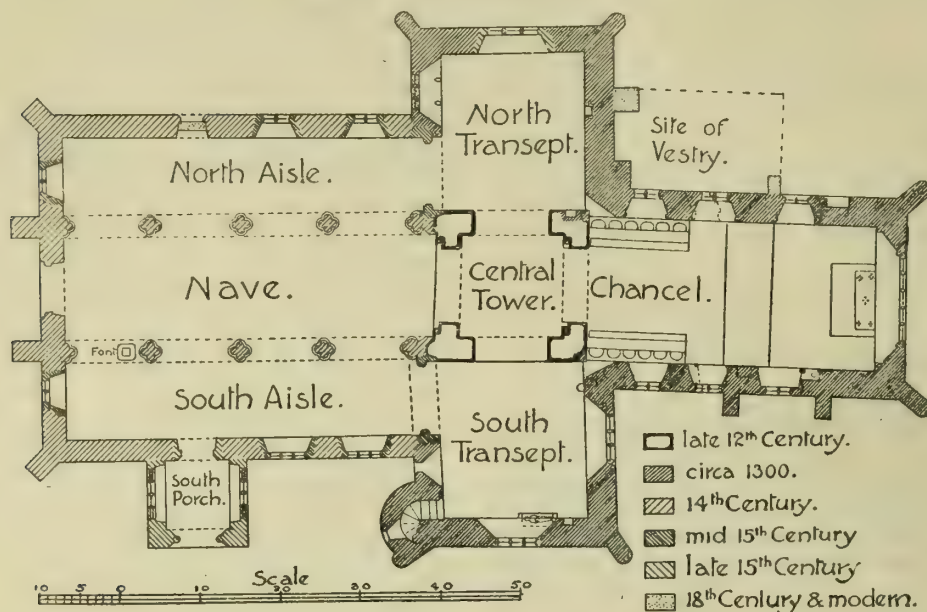 North
Transept.
Site of
Vestry.
North Aisle.
Nave.
Central
Tower.
Chancel.
Font
South Aisle.
South
Transept.
South
Porch.
late 12th Century.
circa 1300.
14th Century.
mid 15th Century
late 15th Century
18th Century & modern.
Scale
10 5 0 10 20 30 40 50